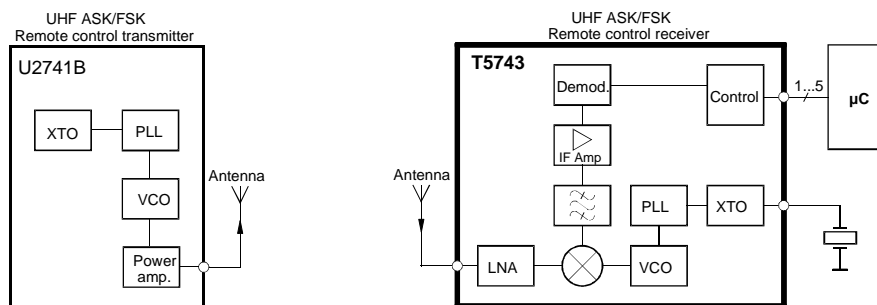 UHF ASK/FSK
Remote control transmitter
U2741B
XTO
PLL
VCO
Power
amp.
Antenna
UHF ASK/FSK
Remote control receiver
T5743
Demod.
Control
1...5
µC
IF Amp
Antenna
PLL
XTO
LNA
VCO